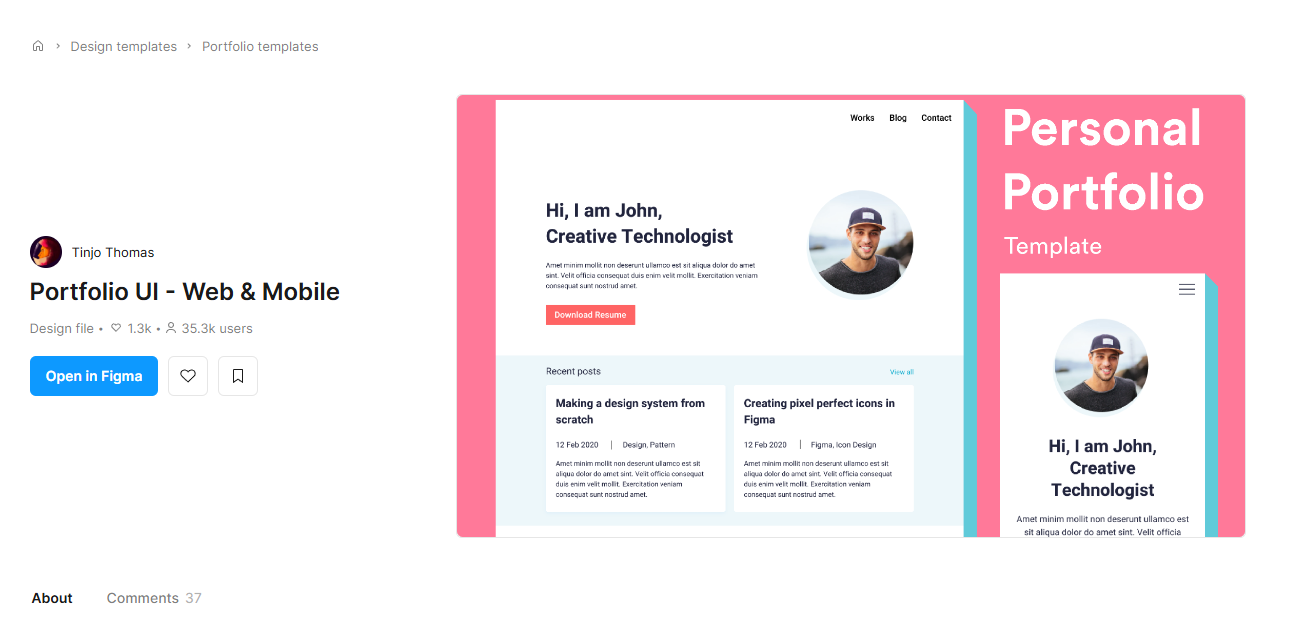 Design templates
Portfolio templates
Tinjo Thomas
Portfolio UI - Web & Mobile
Design file • 1.3k • 35.3k users
Open in Figma
Works Blog Contact
Hi, I am John,
Creative Technologist
Amet minim mollit non deserunt ullamco est sit aliqua dolor do amet
sint. Velit officia consequat duis enim velit mollit. Exercitation veniam
consequat sunt nostrud amet.
Download Resume
Recent posts
View all
Making a design system from
scratch
12 Feb 2020 | Design, Pattern
Amet minim mollit non deserunt ullamco est sit
aliqua dolor do amet sint. Velit officia consequat
duis enim velit mollit. Exercitation veniam
consequat sunt nostrud amet.
Creating pixel perfect icons in
Figma
12 Feb 2020 | Figma, Icon Design
Amet minim mollit non deserunt ullamco est sit
aliqua dolor do amet sint. Velit officia consequat
duis enim velit mollit. Exercitation veniam
consequat sunt nostrud amet.
Personal
Portfolio
Template
Hi, I am John,
Creative
Technologist
Amet minim mollit non deserunt ullamco est
sit aliqua dolor do amet sint. Velit officia
About
Comments 37